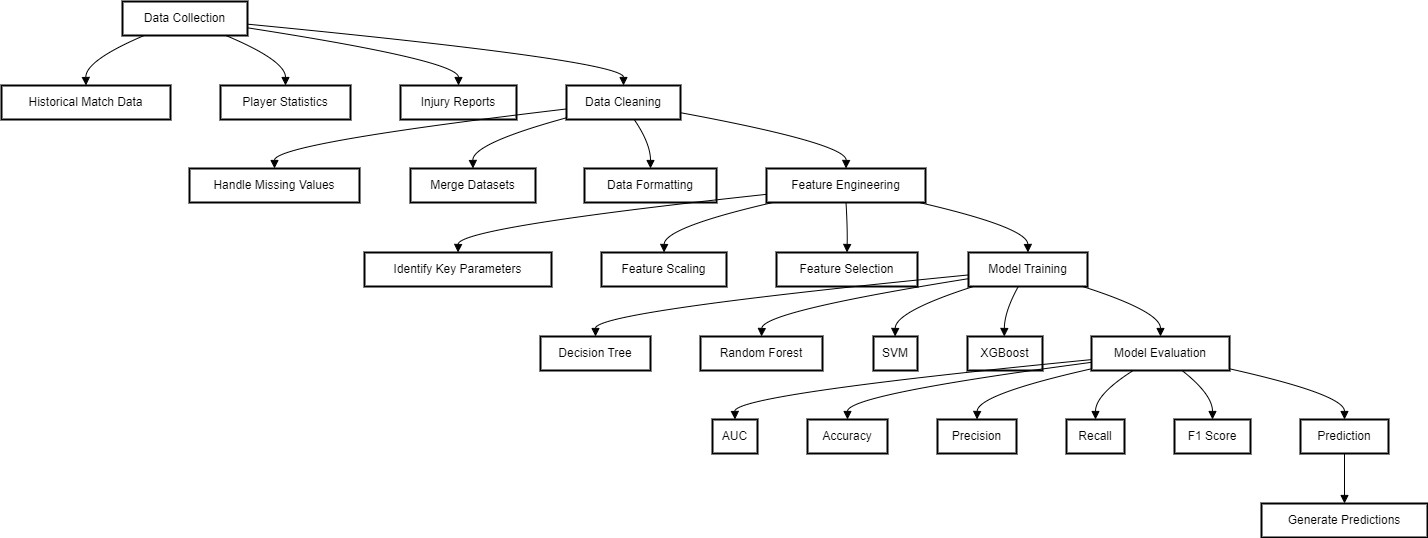 Data Collection
Historical Match Data
Player Statistics
Injury Reports
Data Cleaning
Handle Missing Values
Merge Datasets
Data Formatting
Feature Engineering
Identify Key Parameters
Feature Scaling
Feature Selection
Model Training
Decision Tree
Random Forest
SVM
XGBoost
Model Evaluation
AUC
Accuracy
Precision
Recall
F1 Score
Prediction
Generate Predictions